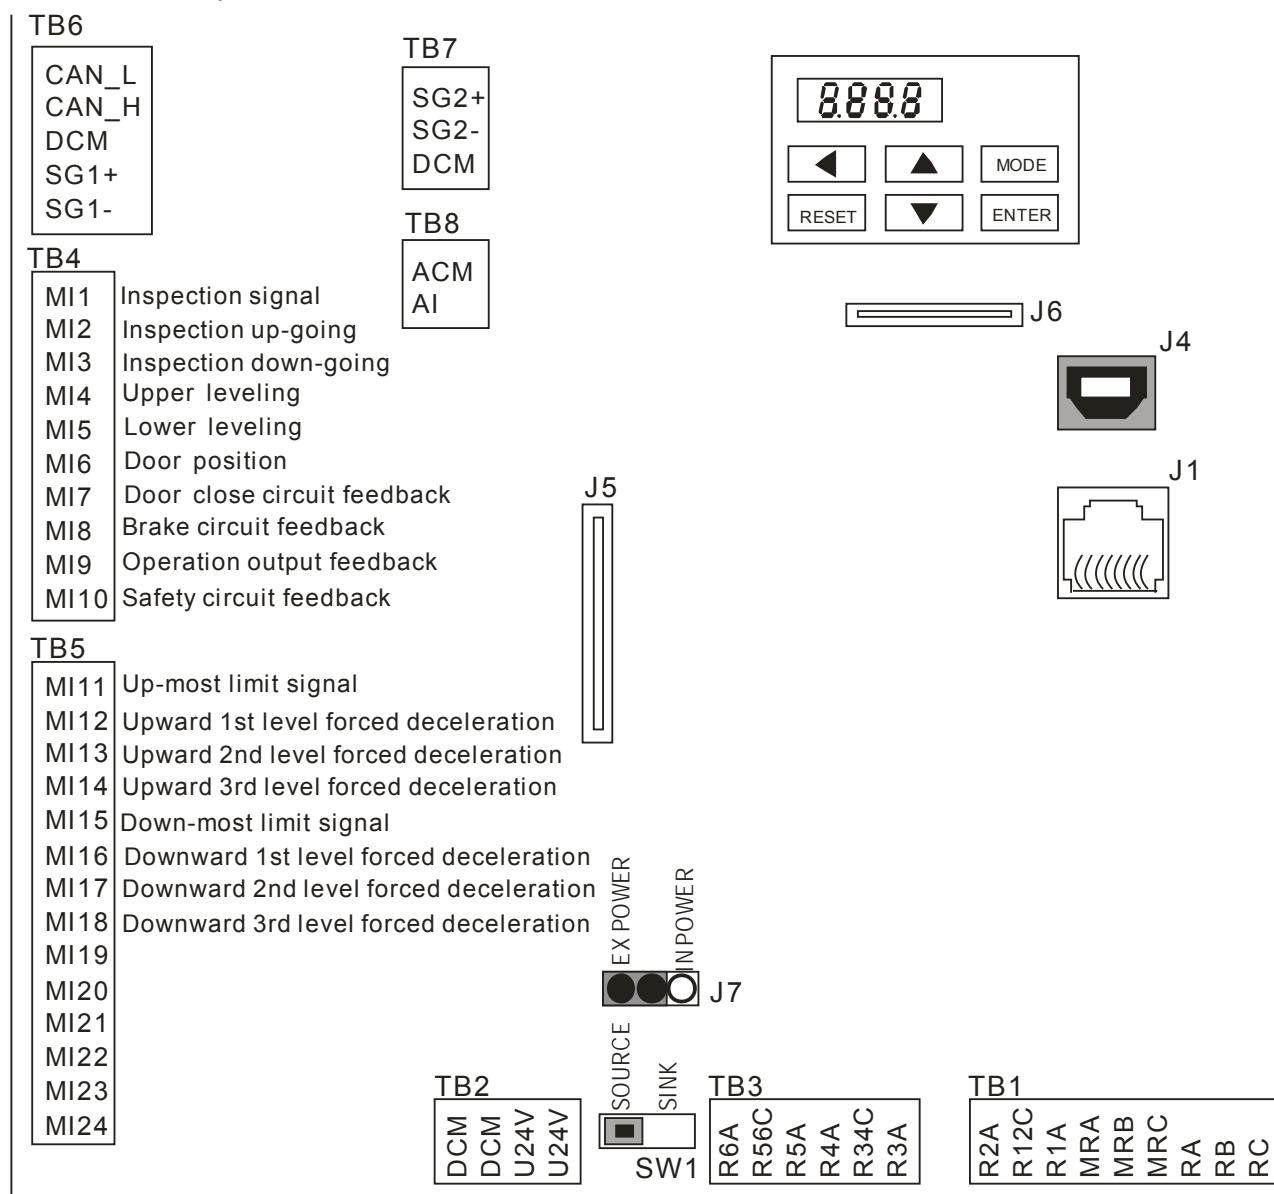 TB6
CAN_L
CAN_H
DCM
SG1+
SG1-
TB7
SG2+
SG2-
DCM
TB8
ACM
AI
8.8.8.8
MODE
RESET
ENTER
J6
J4
J1
J5
TB4
MI1 Inspection signal
MI2 Inspection up-going
MI3 Inspection down-going
MI4 Upper leveling
MI5 Lower leveling
MI6 Door position
MI7 Door close circuit feedback
MI8 Brake circuit feedback
MI9 Operation output feedback
MI10 Safety circuit feedback
TB5
MI11 Up-most limit signal
MI12 Upward 1st level forced deceleration
MI13 Upward 2nd level forced deceleration
MI14 Upward 3rd level forced deceleration
MI15 Down-most limit signal
MI16 Downward 1st level forced deceleration
MI17 Downward 2nd level forced deceleration
MI18 Downward 3rd level forced deceleration
MI19
MI20
MI21
MI22
MI23
MI24
EX POWER
IN POWER
J7
SOURCE
SINK
SW1
TB2
DCM
DCM
U24V
U24V
TB3
R6A
R56C
R5A
R4A
R34C
R3A
TB1
R2A
R12C
R1A
MRA
MRB
MRC
RA
RB
RC